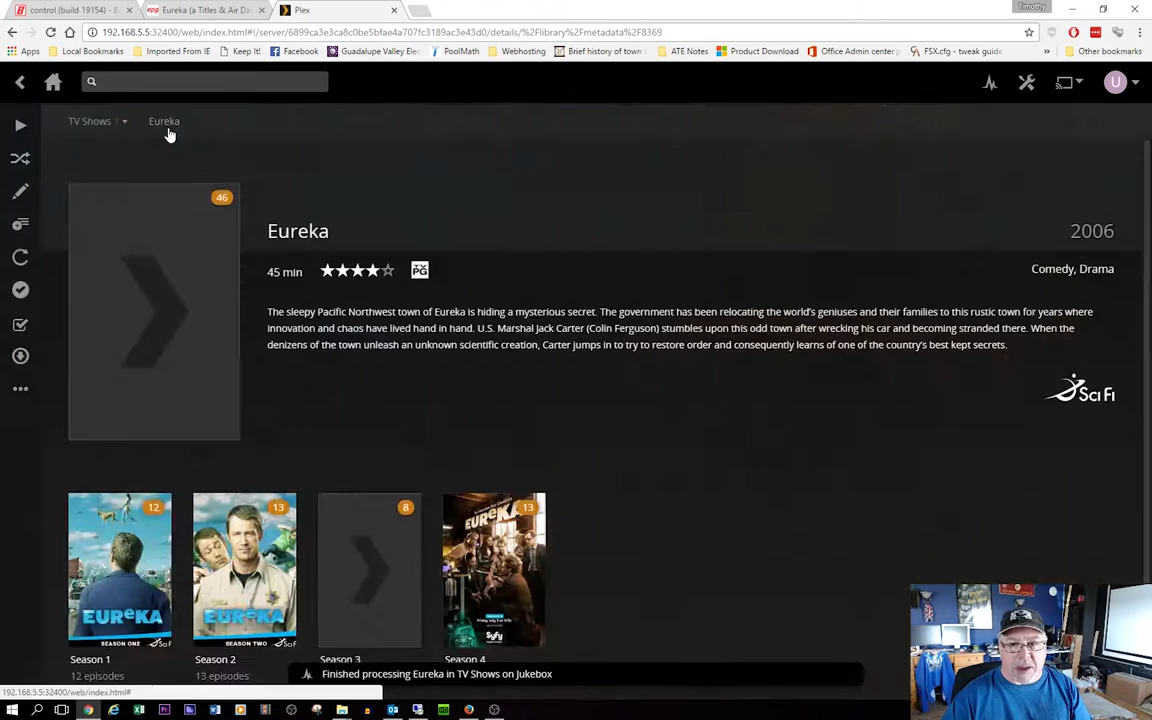 Timothy
control (build 19154) - B
Eureka (a Titles & Air Da
Plex
192.168.5.5:32400/web/index.html#!/server/6899ca3e3ca8c0be5bfae4a707fcc319ac3e43d0/details/%2Flibrary%2Fmetadata%2F8369
Apps
Local Bookmarks
Imported From IE
Keep It!
Facebook
Guadalupe Valley Elec
PoolMath
Webhosting
Brief history of town c
ATE Notes
Product Download
Office Admin center p
FSX.cfg - tweak guide
Other bookmarks
U
TV Shows
Eureka
46
Eureka
2006
45 min
TV PG
Comedy, Drama
The sleepy Pacific Northwest town of Eureka is hiding a mysterious secret. The government has been relocating the world's geniuses and their families to this rustic town for years where
innovation and chaos have lived hand in hand. U.S. Marshal Jack Carter (Colin Ferguson) stumbles upon this odd town after wrecking his car and becoming stranded there. When the
denizens of the town unleash an unknown scientific creation, Carter jumps in to try to restore order and consequently learns of one of the country's best kept secrets.
SCI FI
12
13
8
13
EUREKA
EUREKA
EUREKA
SEASON ONE
SEASON TWO
Syfy
Season 1
Season 2
Season 3
Season 4
12 episodes
13 episodes
Finished processing Eureka in TV Shows on Jukebox
192.168.5.5:32400/web/index.html#